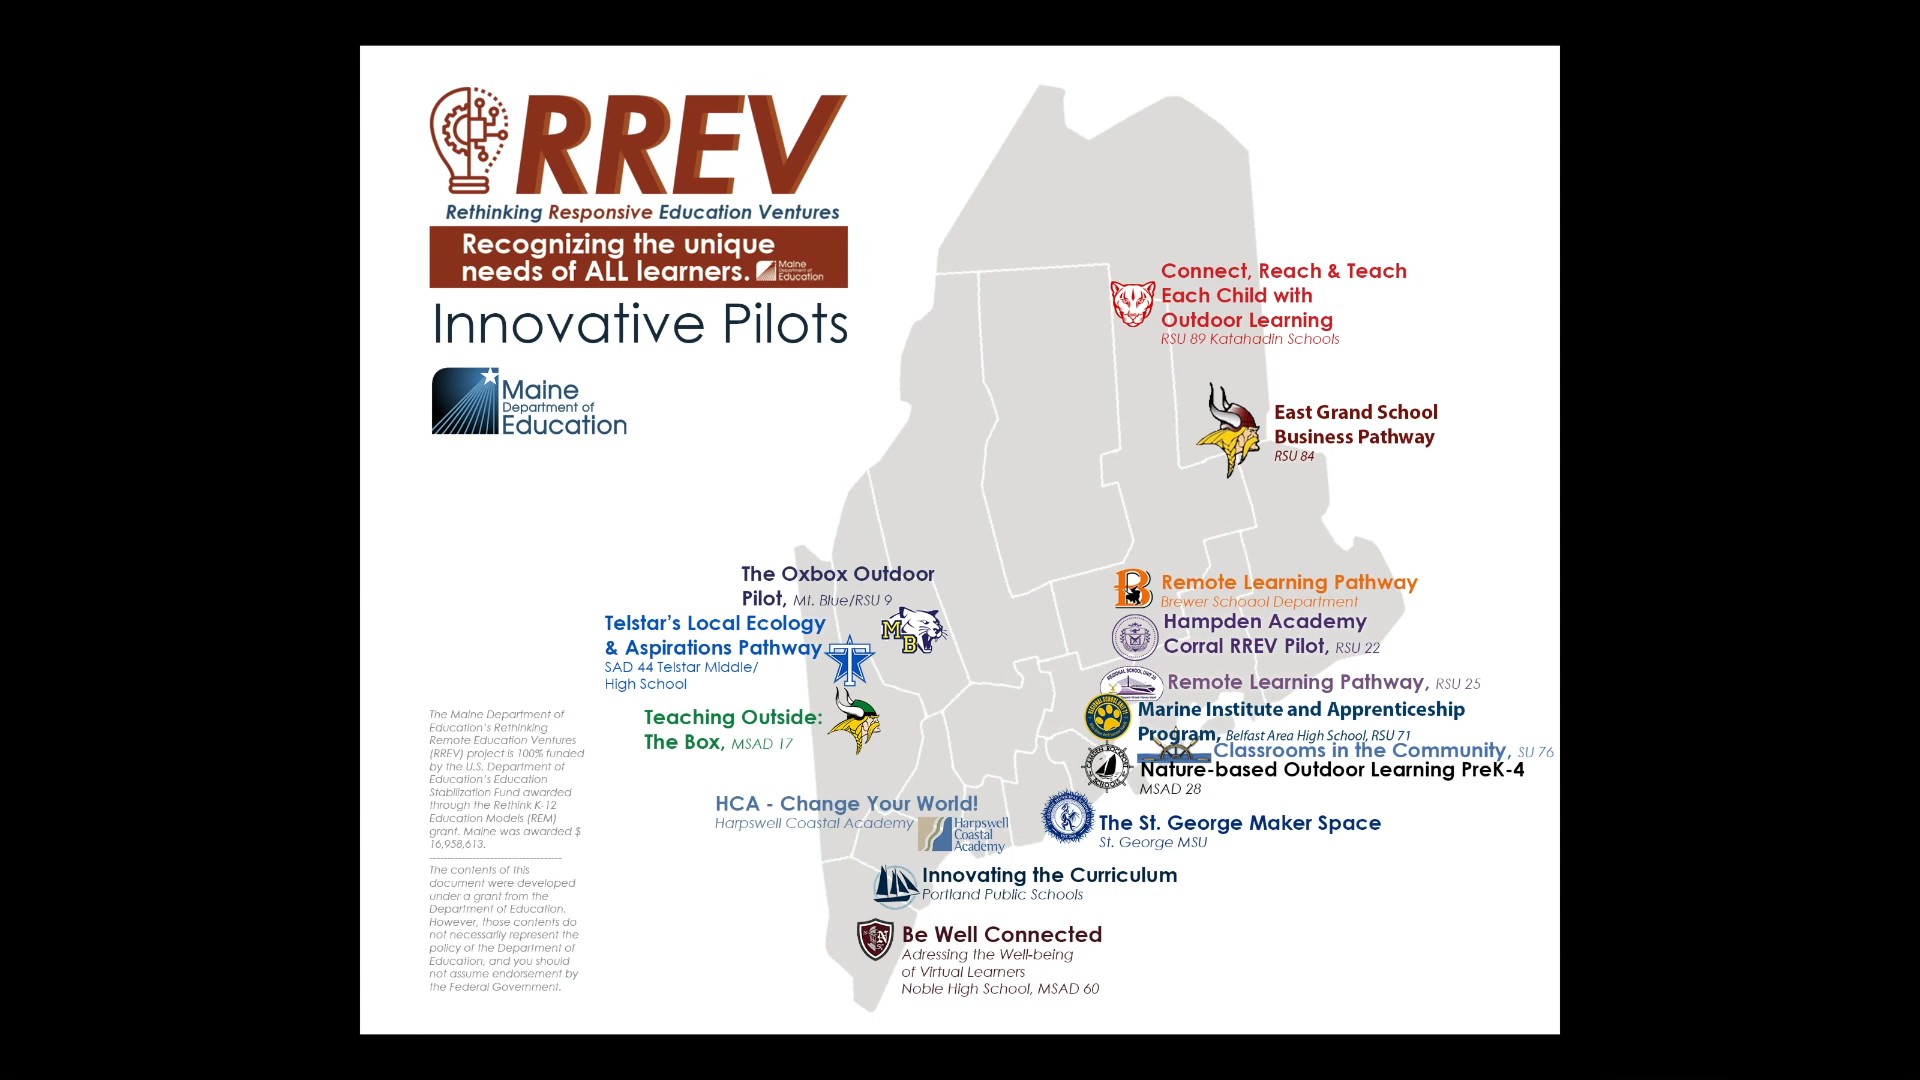 RREV
Rethinking Responsive Education Ventures
Recognizing the unique
needs of ALL learners.
Maine
Department of
Education
Innovative Pilots
Maine
Department of
Education
Connect, Reach & Teach
Each Child with
Outdoor Learning
RSU 89 Katahadin Schools
East Grand School
Business Pathway
RSU 84
The Oxbox Outdoor
Pilot, Mt. Blue/RSU 9
MB
Telstar's Local Ecology
& Aspirations Pathway
SAD 44 Telstar Middle/
High School
T
Teaching Outside:
The Box, MSAD 17
HCA - Change Your World!
Harpswell Coastal Academy
Harpswell
Coastal
Academy
B
Remote Learning Pathway
Brewer Schoaol Department
Hampden Academy
Corral RREV Pilot, RSU 22
Remote Learning Pathway, RSU 25
Marine Institute and Apprenticeship
Program, Belfast Area High School, RSU 71
Classrooms in the Community, SU 76
Nature-based Outdoor Learning PreK-4
MSAD 28
The St. George Maker Space
St. George MSU
Innovating the Curriculum
Portland Public Schools
Be Well Connected
Adressing the Well-being
of Virtual Learners
Noble High School, MSAD 60
The Maine Department of
Education's Rethinking
Remote Education Ventures
(RREV) project is 100% funded
by the U.S. Department of
Education's Education
Stabilization Fund awarded
through the Rethink K-12
Education Models (REM)
grant. Maine was awarded $
16,958,613.
The contents of this
document were developed
under a grant from the
Department of Education.
However, those contents do
not necessarily represent the
policy of the Department of
Education, and you should
not assume endorsement by
the Federal Government.